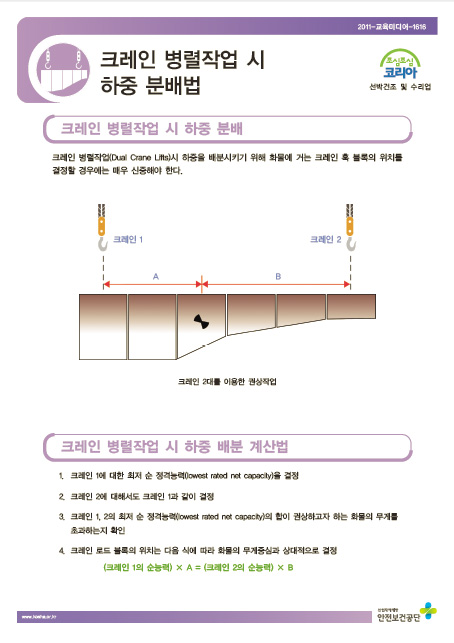 2011-교육미디어-1616
크레인 병렬작업 시
하중 분배법
조심조심
코리아
선박건조 및 수리업
크레인 병렬작업 시 하중 분배
크레인 병렬작업(Dual Crane Lifts)시 하중을 배분시키기 위해 화물에 거는 크레인 훅 블록의 위치를
결정할 경우에는 매우 신중해야 한다.
크레인 1
크레인 2
A
B
크레인 2대를 이용한 권상작업
크레인 병렬작업 시 하중 배분 계산법
1. 크레인 1에 대한 최저 순 정격능력(lowest rated net capacity)을 결정
2. 크레인 2에 대해서도 크레인 1과 같이 결정
3. 크레인 1, 2의 최저 순 정격능력(lowest rated net capacity)의 합이 권상하고자 하는 화물의 무게를
초과하는지 확인
4. 크레인 로드 블록의 위치는 다음 식에 따라 화물의 무게중심과 상대적으로 결정
(크레인 1의 순능력) × A = (크레인 2의 순능력) × B
www.kosha.or.kr
안전보건공단